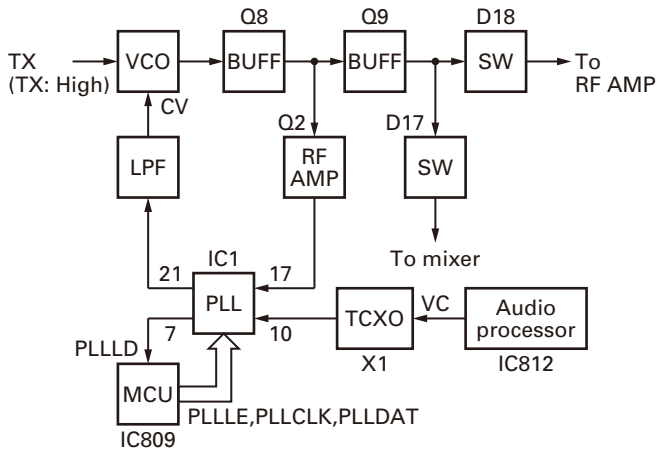 Q8
Q9
D18
TX
(TX: High)
VCO
BUFF
BUFF
SW
To
RF AMP
CV
Q2
D17
LPF
RF
AMP
SW
To mixer
IC1
21
17
PLL
7
10
TCXO
VC
Audio
processor
X1
IC812
PLLLD
MCU
PLLLE,PLLCLK,PLLDAT
IC809